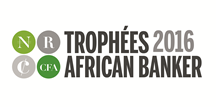 N R
TROPHÉES 2016
¢ CFA
AFRICAN BANKER